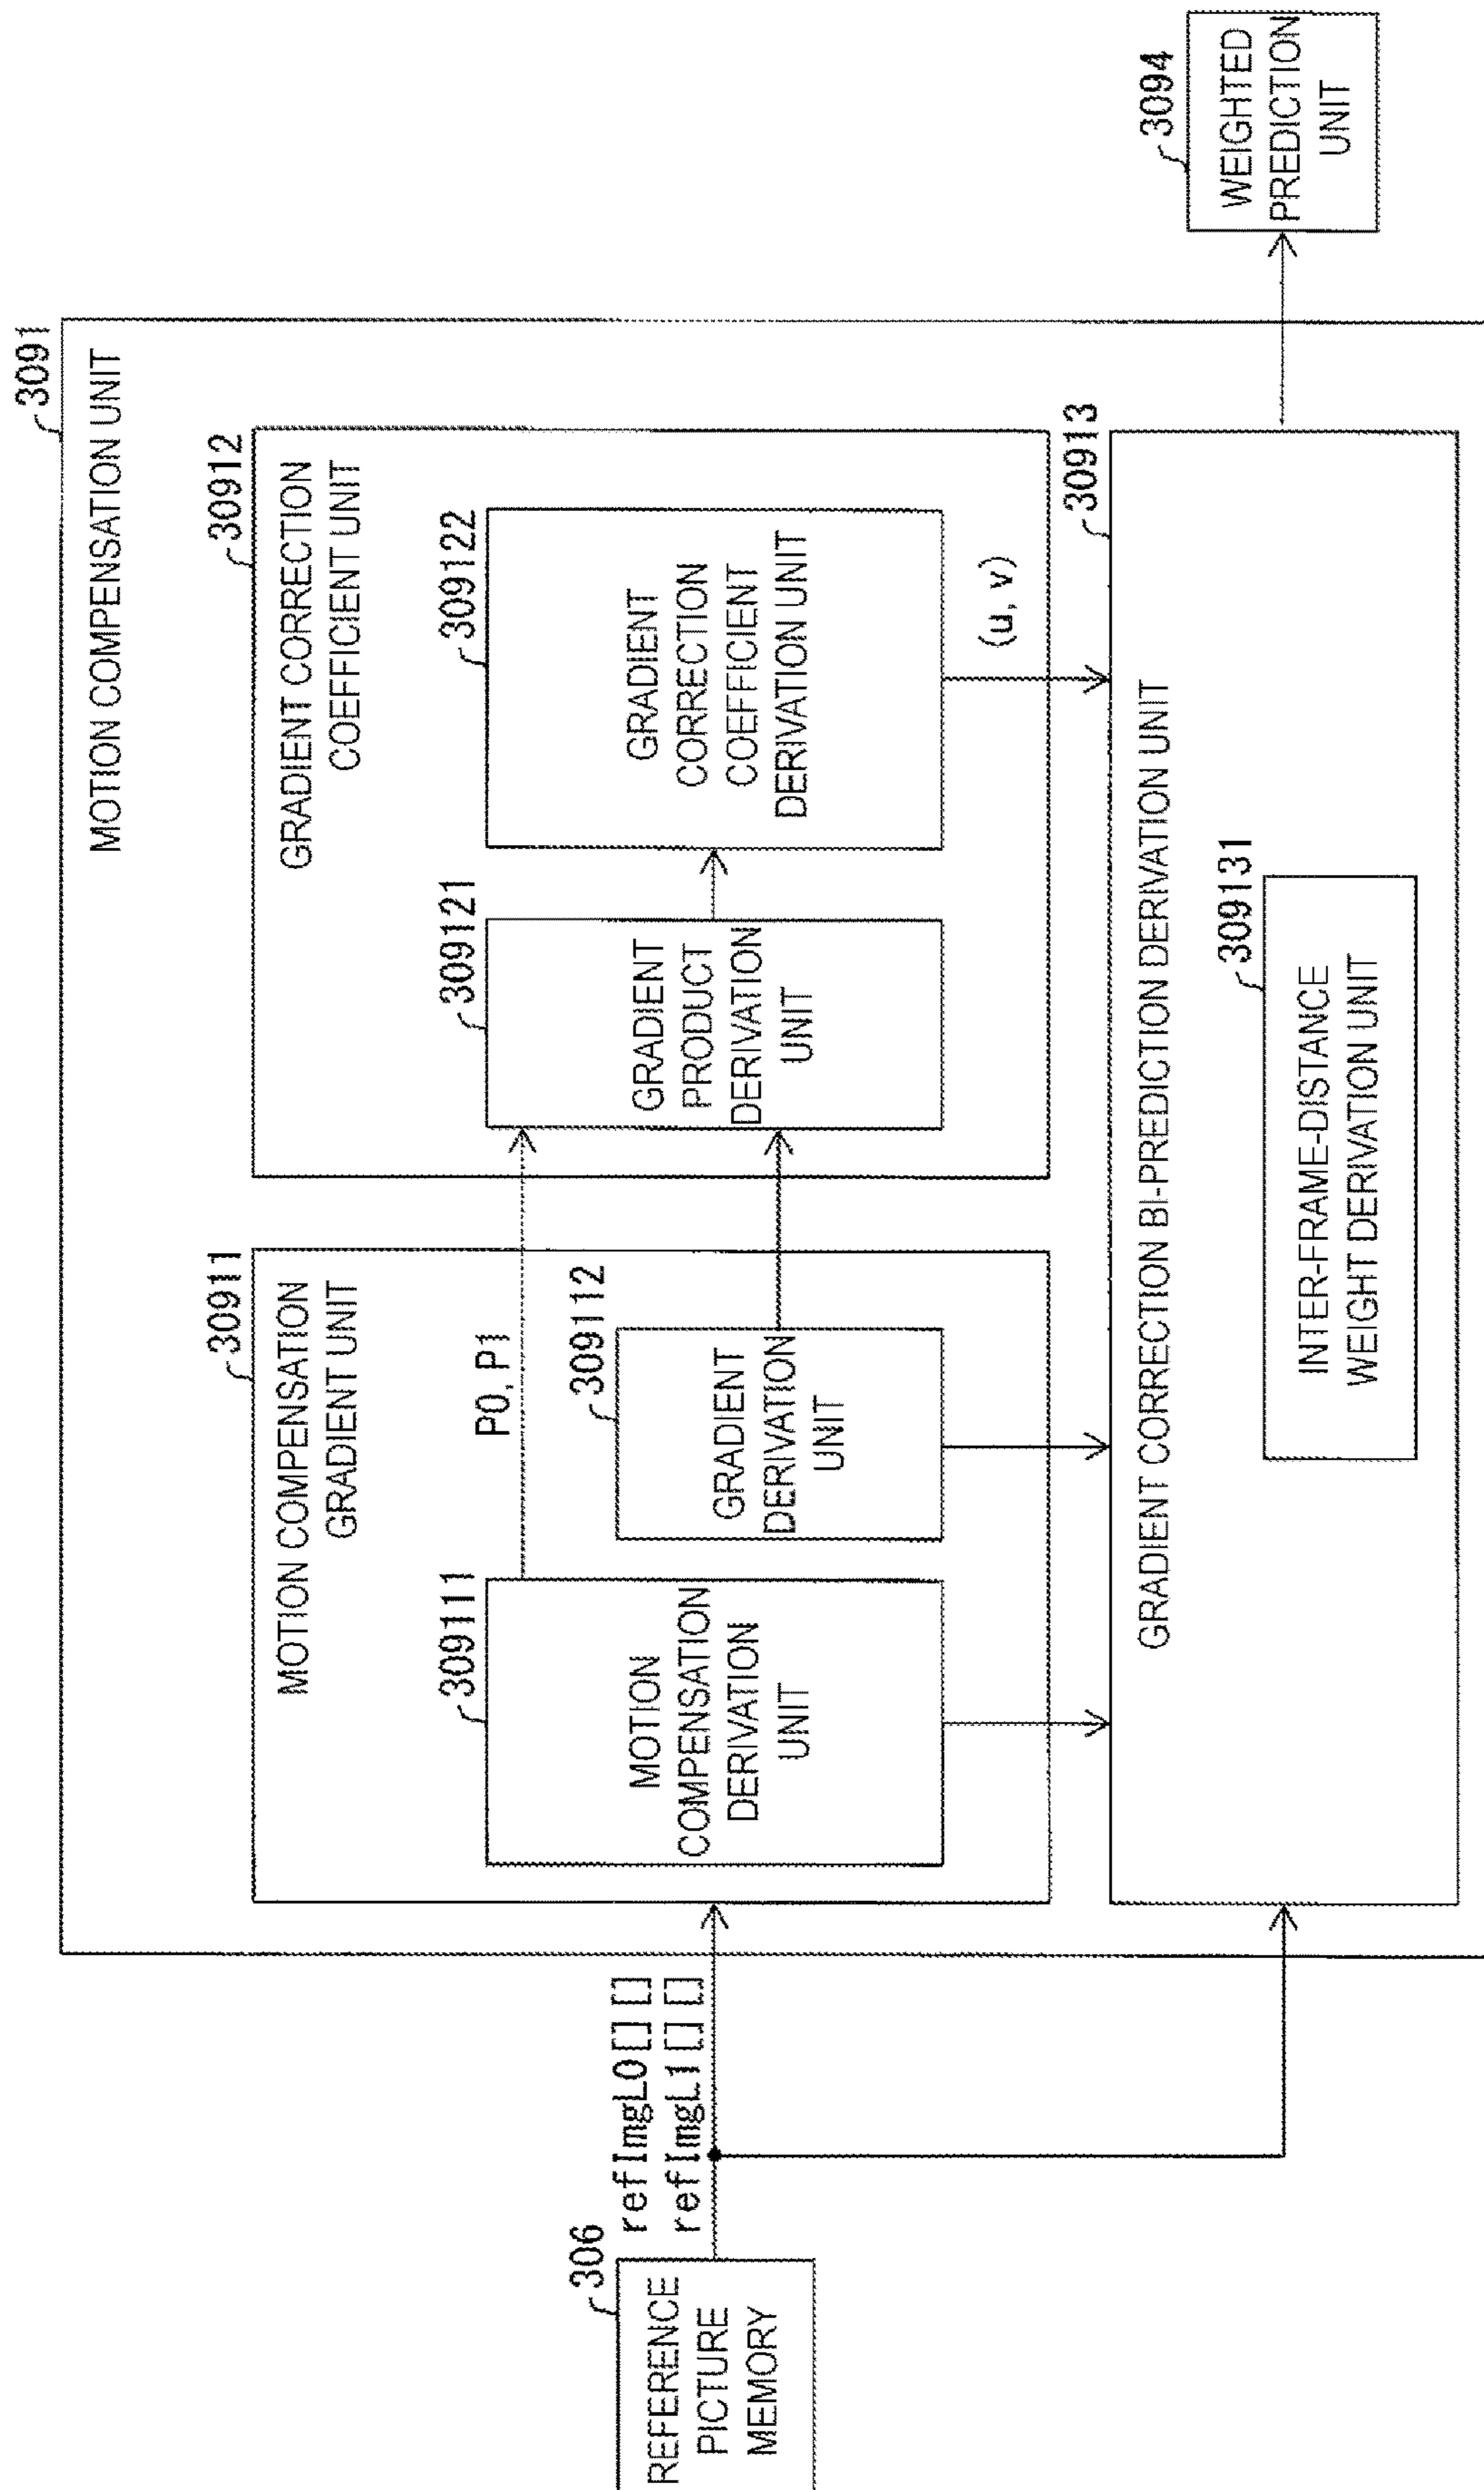 306
REFERENCE
PICTURE
MEMORY
refImgL0[][]
refImgL1[][]
3091
MOTION COMPENSATION UNIT
30911
MOTION COMPENSATION
GRADIENT UNIT
309111
MOTION
COMPENSATION
DERIVATION
UNIT
P0, P1
309112
GRADIENT
DERIVATION
UNIT
30912
GRADIENT CORRECTION
COEFFICIENT UNIT
309121
GRADIENT
PRODUCT
DERIVATION
UNIT
309122
GRADIENT
CORRECTION
COEFFICIENT
DERIVATION UNIT
(u, v)
30913
GRADIENT CORRECTION BI-PREDICTION DERIVATION UNIT
309131
INTER-FRAME-DISTANCE
WEIGHT DERIVATION UNIT
3094
WEIGHTED
PREDICTION
UNIT